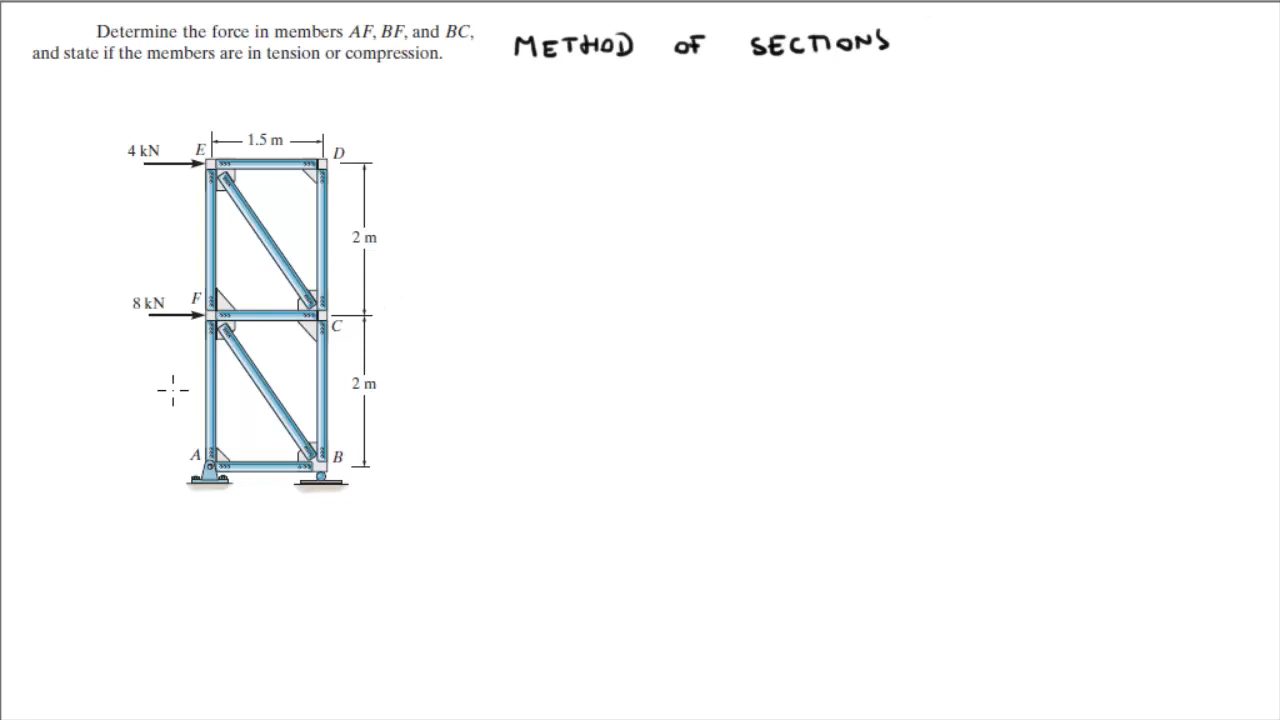 Determine the force in members AF, BF, and BC,
and state if the members are in tension or compression.
METHOD OF SECTIONS
1.5 m
4 kN
E
D
2 m
8 kN
F
C
2 m
A
B